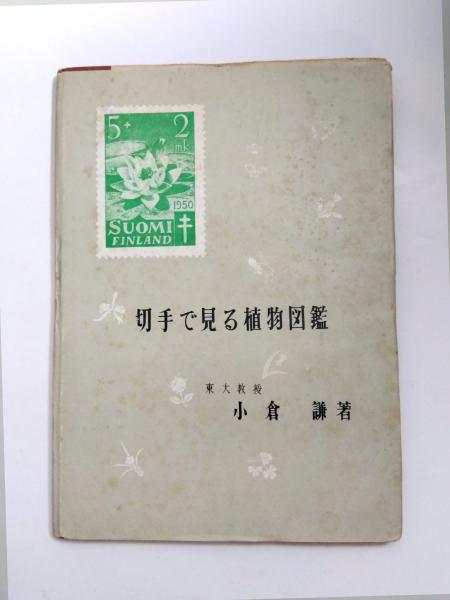 5+ 2
mk
1950
SUOMI
FINLAND
切手で見る植物図鑑
東大教授
小倉 謙著